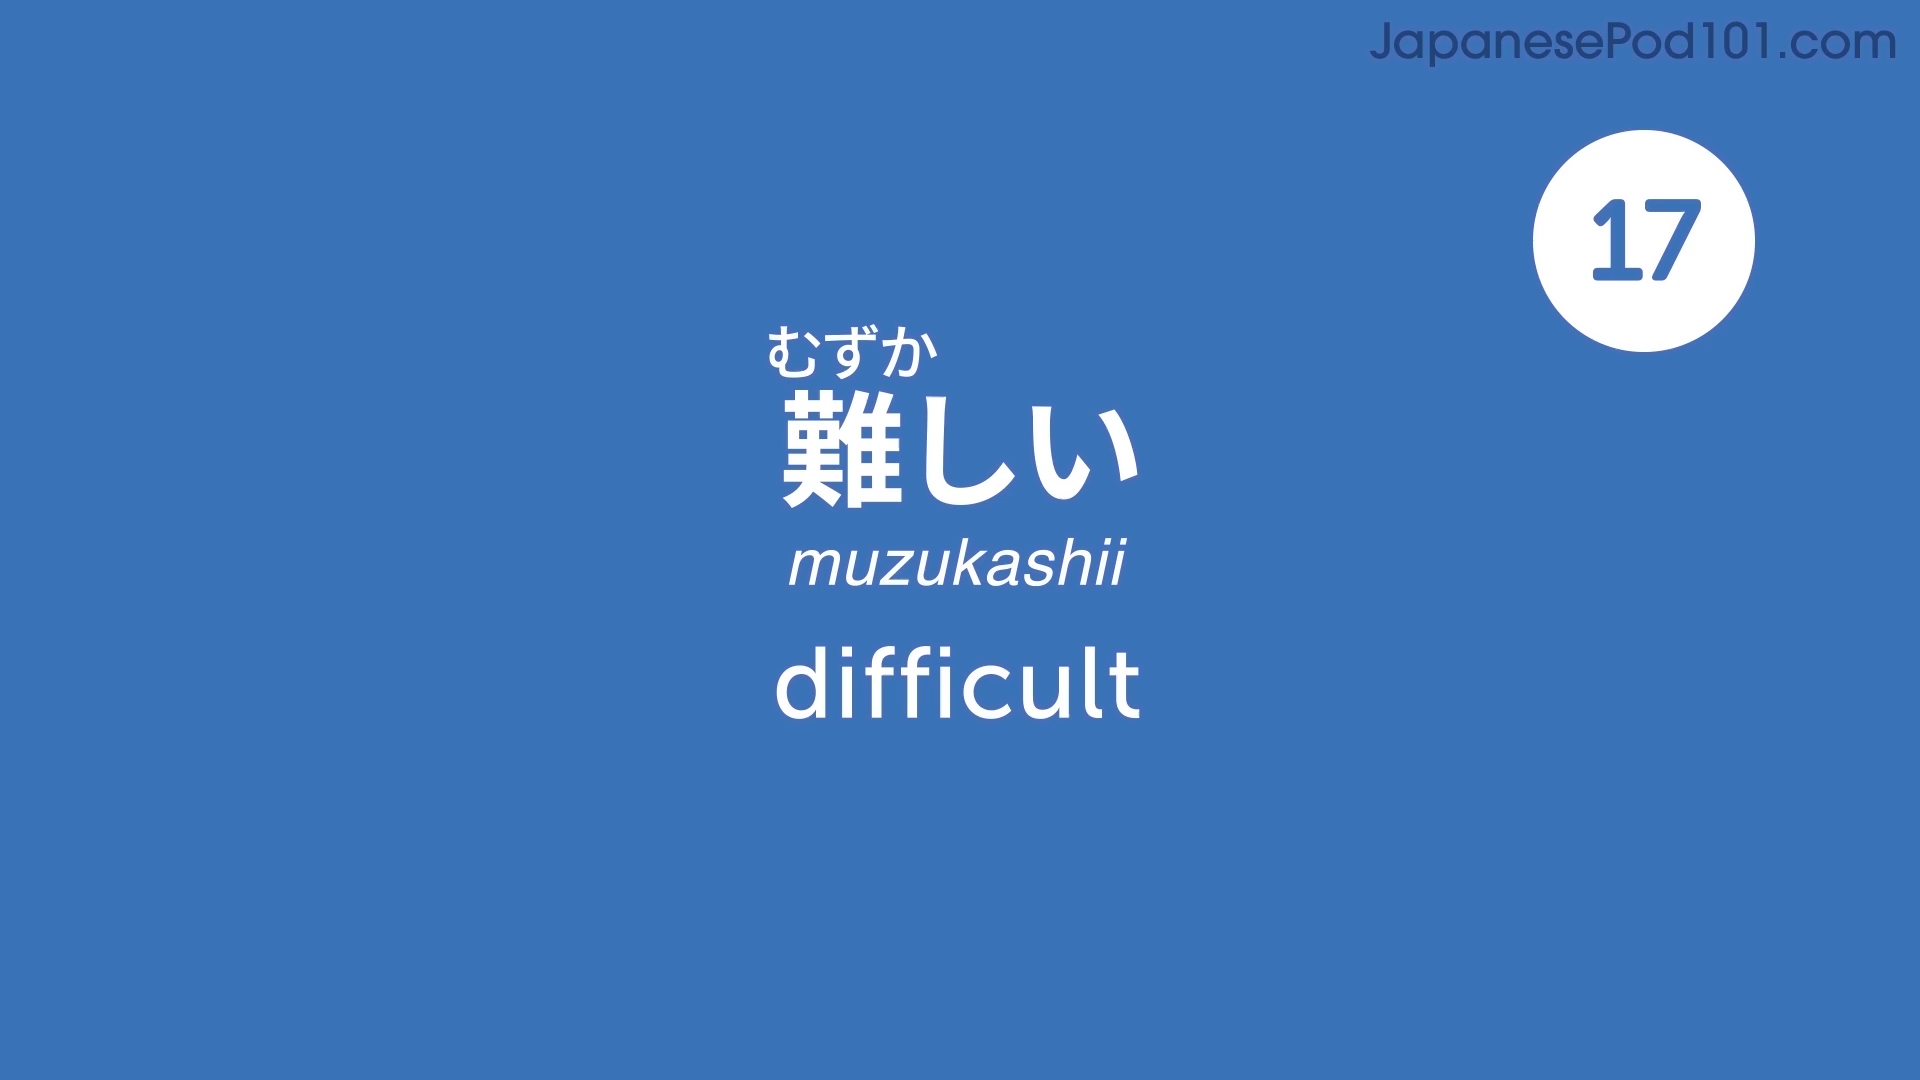 JapanesePod101.com
17
むずか
難しい
muzukashii
difficult